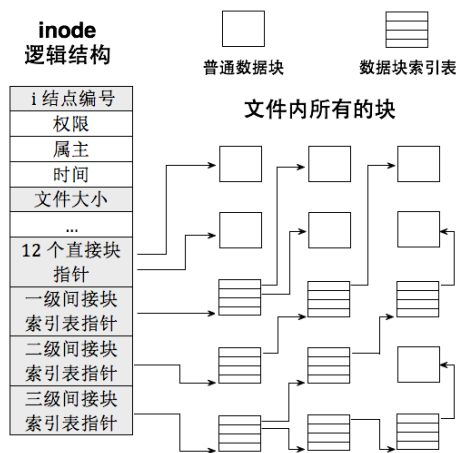 inode
逻辑结构
普通数据块
数据块索引表
文件内所有的块
i 结点编号
权限
属主
时间
文件大小
...
12 个直接块
指针
一级间接块
索引表指针
二级间接块
索引表指针
三级间接块
索引表指针